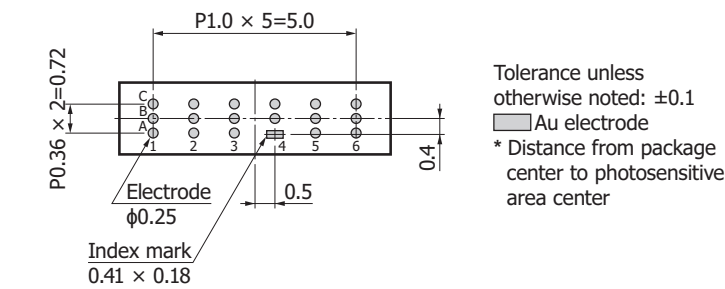 P1.0 × 5=5.0
P0.36 × 2=0.72
C
B
A
1 2 3 4 5 6
0.4
Electrode
ϕ0.25
0.5
Index mark
0.41 × 0.18
Tolerance unless
otherwise noted: ±0.1
Au electrode
* Distance from package
center to photosensitive
area center